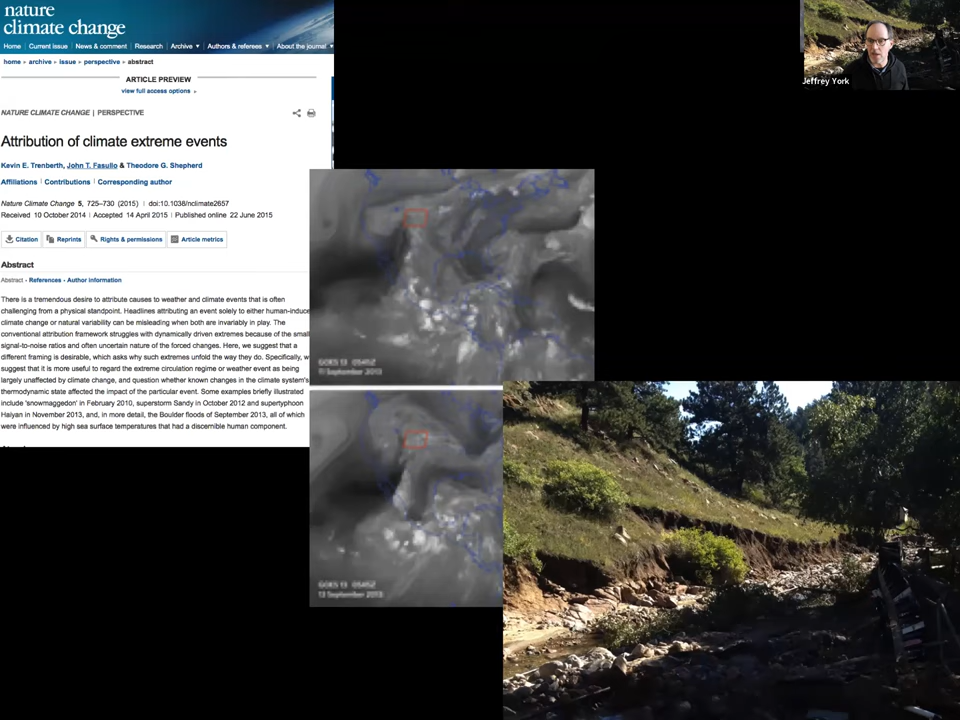 nature
climate change
Home Current issue News & comment Research Archive Authors & referees About the journal
home archive issue perspective abstract
ARTICLE PREVIEW
view full access options
NATURE CLIMATE CHANGE | PERSPECTIVE
Attribution of climate extreme events
Kevin E. Trenberth, John T. Fasullo & Theodore G. Shepherd
Affiliations | Contributions | Corresponding author
Nature Climate Change 5, 725–730 (2015) | doi:10.1038/nclimate2657
Received 10 October 2014 | Accepted 14 April 2015 | Published online 22 June 2015
Citation Reprints Rights & permissions Article metrics
Abstract
Abstract • References • Author information
There is a tremendous desire to attribute causes to weather and climate events that is often
challenging from a physical standpoint. Headlines attributing an event solely to either human-induce
climate change or natural variability can be misleading when both are invariably in play. The
conventional attribution framework struggles with dynamically driven extremes because of the small
signal-to-noise ratios and often uncertain nature of the forced changes. Here, we suggest that a
different framing is desirable, which asks why such extremes unfold the way they do. Specifically, w
suggest that it is more useful to regard the extreme circulation regime or weather event as being
largely unaffected by climate change, and question whether known changes in the climate system's
thermodynamic state affected the impact of the particular event. Some examples briefly illustrated
include 'snowmaggedon' in February 2010, superstorm Sandy in October 2012 and supertyphoon
Haiyan in November 2013, and, in more detail, the Boulder floods of September 2013, all of which
were influenced by high sea surface temperatures that had a discernible human component.
GOES 13 0545Z
11 September 2013
GOES 13 0545Z
13 September 2013
Jeffrey York